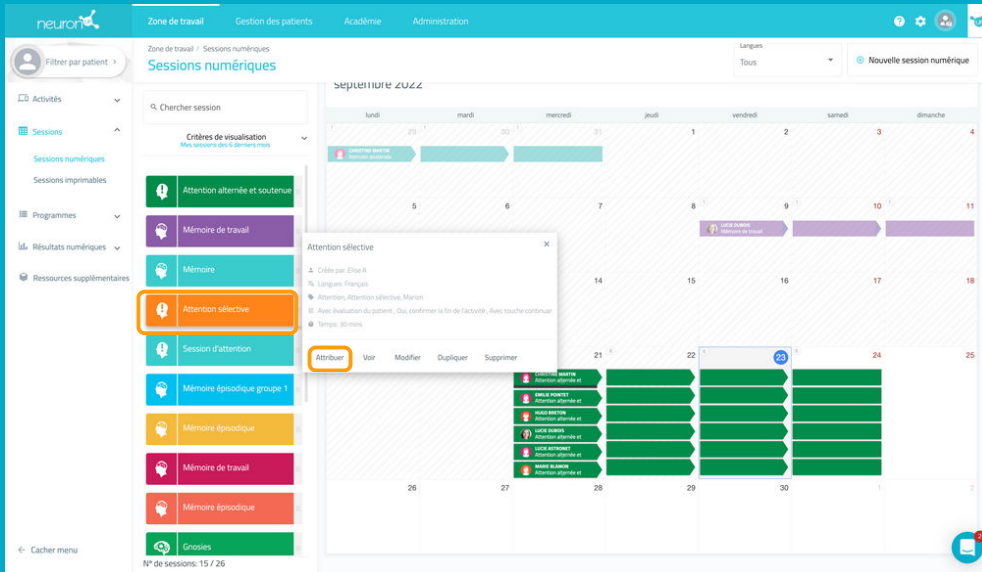 neuron
Zone de travail
Gestion des patients
Académie
Administration
Filtrer par patient >
Activités
Sessions
Sessions numériques
Sessions imprimables
Programmes
Résultats numériques
Ressources supplémentaires
← Cacher menu
Zone de travail / Sessions numériques
Sessions numériques
Langues
Tous
Nouvelle session numérique
Chercher session
Critères de visualisation
Mes sessions des 6 derniers mois
Attention alternée et soutenue
Mémoire de travail
Mémoire
Attention sélective
Session d'attention
Mémoire épisodique groupe 1
Mémoire épisodique
Mémoire de travail
Mémoire épisodique
Gnosies
Nº de sessions: 15 / 26
septembre 2022
lundi mardi mercredi jeudi vendredi samedi dimanche
29 30 31 1 2 3 4
CHRISTINE MARTIN
5 6 7 8 9 10 11
LUCIE DUBOIS
Mémoire de travail
Attention sélective
×
Créée par: Elise A
Langues: Français
Attention, Attention sélective, Marion
Avec évaluation du patient , Oui, confirmer la fin de l'activité , Avec touche continuer
Temps: 30 mins
Attribuer Voir Modifier Dupliquer Supprimer
14 15 16 17 18
21 22 23 24 25
CHRISTINE MARTIN
Attention alternée et
EMILIE POINTET
Attention alternée et
HUGO BRETON
Attention alternée et
LUCIE DUBOIS
Attention alternée et
LUCIE ASTRONET
Attention alternée et
MARIE BLAMON
Attention alternée et
26 27 28 29 30 1 2
2